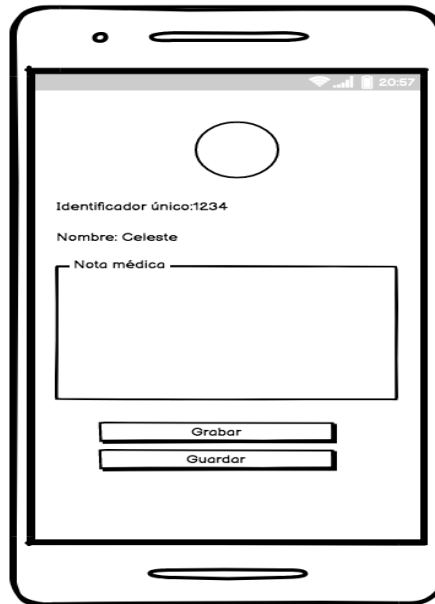 20:57
Identificador único:1234
Nombre: Celeste
Nota médica
Grabar
Guardar